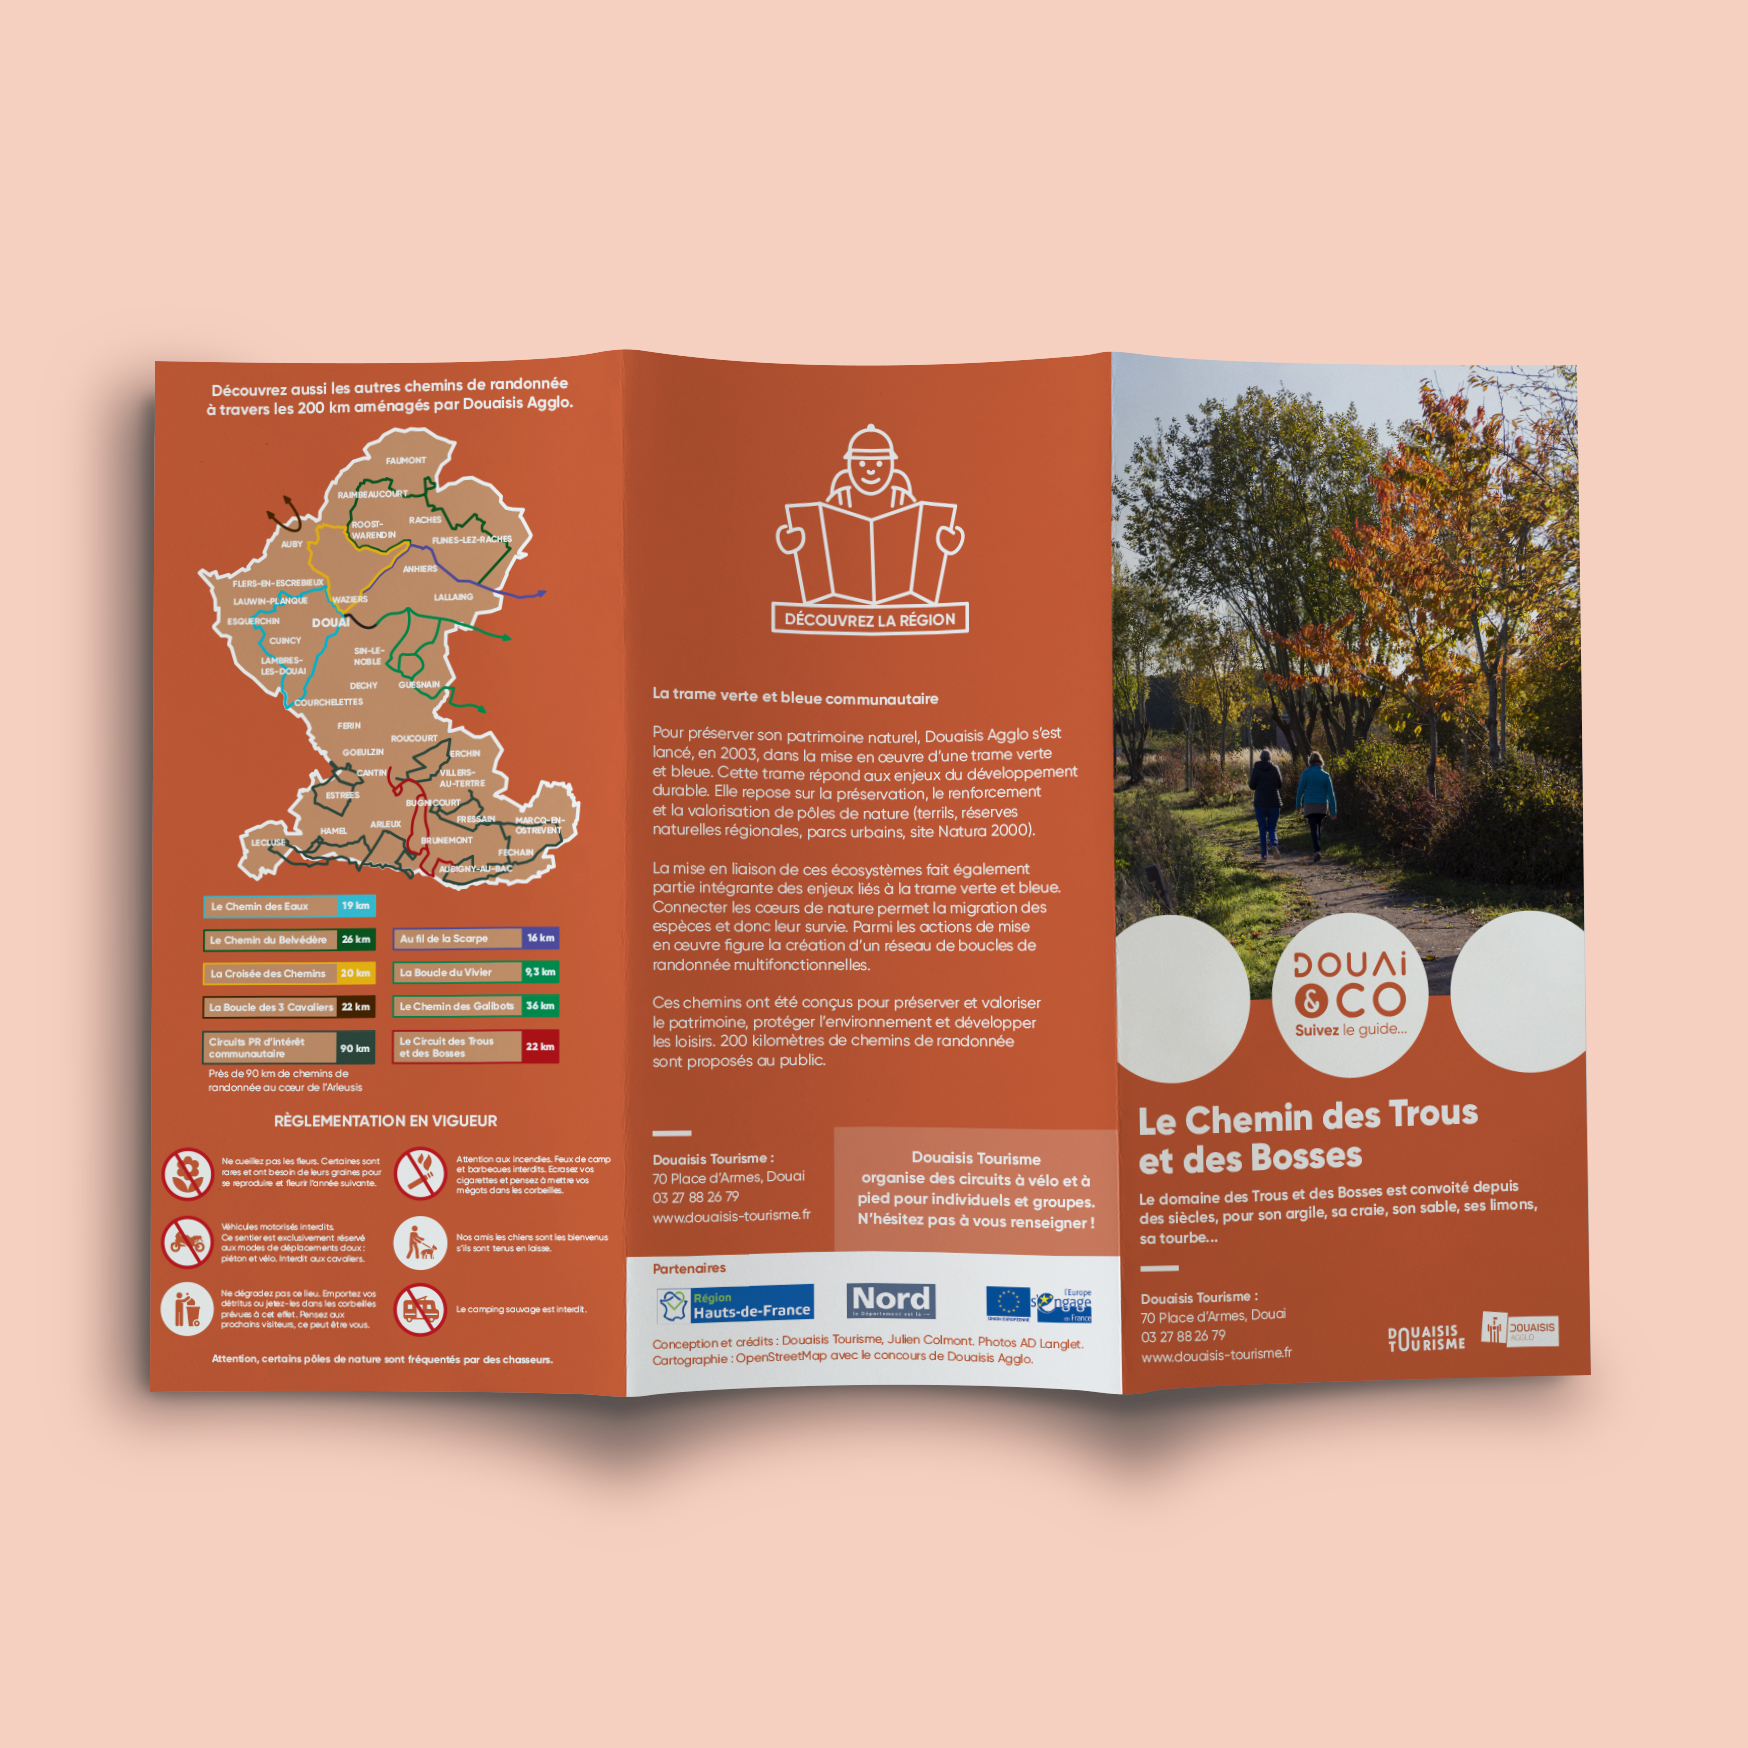 Découvrez aussi les autres chemins de randonnée
à travers les 200 km aménagés par Douaisis Agglo.
FAUMONT
RAIMBEAUCOURT
ROOST-
WARENDIN
RACHES
FLINES-LEZ-RACHES
AUBY
ANHIERS
FLERS-EN-ESCREBIEUX
LAUWIN-PLANQUE
WAZIERS
LALLAING
ESQUERCHIN
DOUAI
CUINCY
SIN-LE-
NOBLE
LAMBRES-
LES-DOUAI
DECHY
GUESNAIN
COURCHELETTES
FERIN
ROUCOURT
GOEULZIN
ERCHIN
CANTIN
VILLERS-
AU-TERTRE
ESTREES
BUGNICOURT
HAMEL
ARLEUX
FRESSAIN
MARCQ-EN-
OSTREVENT
LECLUSE
BRUNEMONT
FECHAIN
AUBIGNY-AU-BAC
Le Chemin des Eaux 19 km
Le Chemin du Belvédère 26 km
Au fil de la Scarpe 16 km
La Croisée des Chemins 20 km
La Boucle du Vivier 9,3 km
La Boucle des 3 Cavaliers 22 km
Le Chemin des Galibots 36 km
Circuits PR d'intérêt
communautaire 90 km
Le Circuit des Trous
et des Bosses 22 km
Près de 90 km de chemins de
randonnée au cœur de l'Arleusis
RÈGLEMENTATION EN VIGUEUR
Ne cueillez pas les fleurs. Certaines sont
rares et ont besoin de leurs graines pour
se reproduire et fleurir l'année suivante.
Attention aux incendies. Feux de camp
et barbecues interdits. Ecrasez vos
cigarettes et pensez à mettre vos
mégots dans les corbeilles.
Véhicules motorisés interdits.
Ce sentier est exclusivement réservé
aux modes de déplacements doux :
piéton et vélo. Interdit aux cavaliers.
Nos amis les chiens sont les bienvenus
s'ils sont tenus en laisse.
Ne dégradez pas ce lieu. Emportez vos
détritus ou jetez-les dans les corbeilles
prévues à cet effet. Pensez aux
prochains visiteurs, ce peut être vous.
Le camping sauvage est interdit.
Attention, certains pôles de nature sont fréquentés par des chasseurs.
DÉCOUVREZ LA RÉGION
La trame verte et bleue communautaire
Pour préserver son patrimoine naturel, Douaisis Agglo s'est
lancé, en 2003, dans la mise en œuvre d'une trame verte
et bleue. Cette trame répond aux enjeux du développement
durable. Elle repose sur la préservation, le renforcement
et la valorisation de pôles de nature (terrils, réserves
naturelles régionales, parcs urbains, site Natura 2000).
La mise en liaison de ces écosystèmes fait également
partie intégrante des enjeux liés à la trame verte et bleue.
Connecter les cœurs de nature permet la migration des
espèces et donc leur survie. Parmi les actions de mise
en œuvre figure la création d'un réseau de boucles de
randonnée multifonctionnelles.
Ces chemins ont été conçus pour préserver et valoriser
le patrimoine, protéger l'environnement et développer
les loisirs. 200 kilomètres de chemins de randonnée
sont proposés au public.
Douaisis Tourisme :
70 Place d'Armes, Douai
03 27 88 26 79
www.douaisis-tourisme.fr
Douaisis Tourisme
organise des circuits à vélo et à
pied pour individuels et groupes.
N'hésitez pas à vous renseigner !
Partenaires
Région
Hauts-de-France
Nord
le Département est là
UNION EUROPÉENNE
l'Europe
s'engage
en France
Conception et crédits : Douaisis Tourisme, Julien Colmont. Photos AD Langlet.
Cartographie : OpenStreetMap avec le concours de Douaisis Agglo.
DOUAi
& CO
Suivez le guide...
Le Chemin des Trous
et des Bosses
Le domaine des Trous et des Bosses est convoité depuis
des siècles, pour son argile, sa craie, son sable, ses limons,
sa tourbe...
Douaisis Tourisme :
70 Place d'Armes, Douai
03 27 88 26 79
www.douaisis-tourisme.fr
DOUAISIS
TOURISME
DOUAISIS
AGGLO